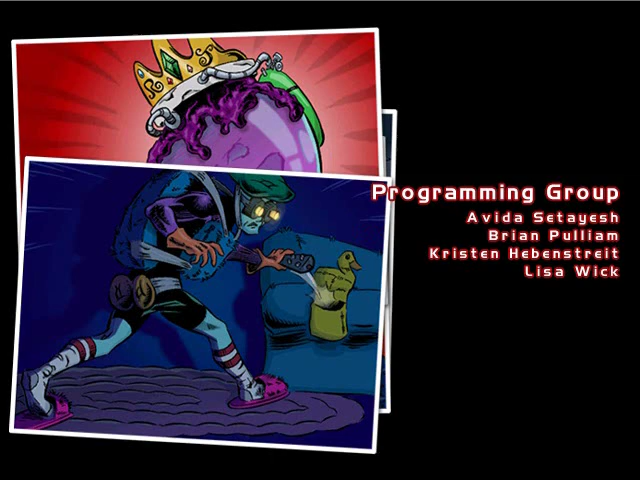 Programming Group
Avida Setayesh
Brian Pulliam
Kristen Hebenstreit
Lisa Wick